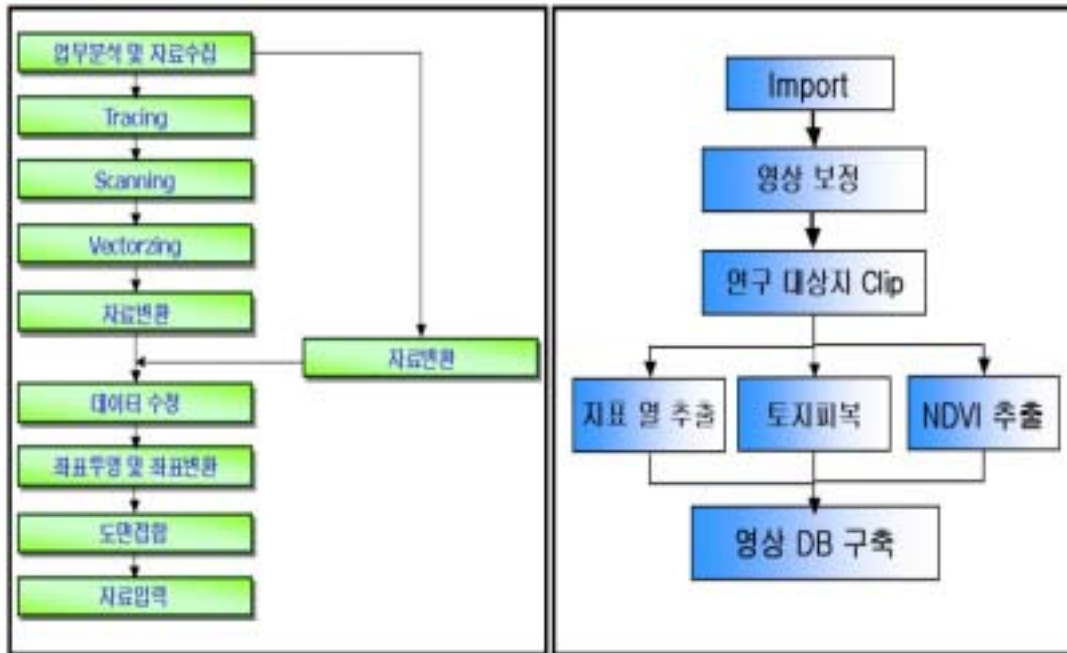 업무분석 및 자료수집
Tracing
Scanning
Vectorzing
자료변환
자료변환
데이터 수정
좌표투영 및 좌표변환
도면접합
자료입력
Import
영상 보정
연구 대상지 Clip
지표 열 추출
토지피복
NDVI 추출
영상 DB 구축